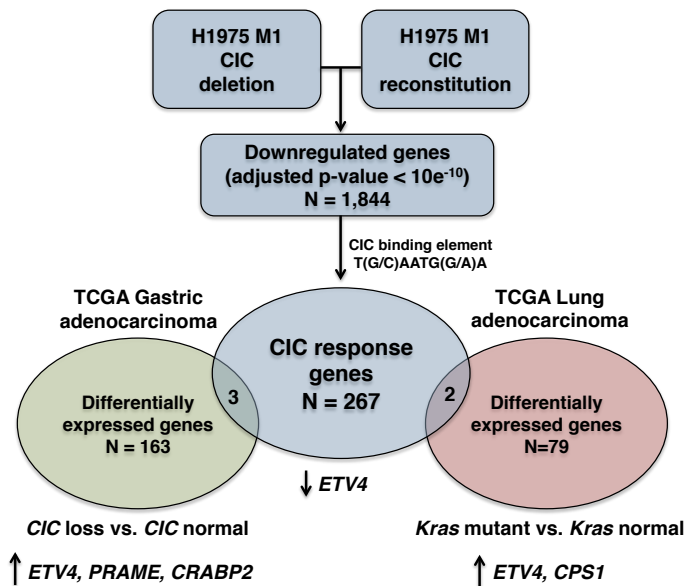 H1975 M1
CIC
deletion
H1975 M1
CIC
reconstitution
Downregulated genes
(adjusted p-value < 10e⁻¹⁰)
N = 1,844
CIC binding element
T(G/C)AATG(G/A)A
TCGA Gastric
adenocarcinoma
TCGA Lung
adenocarcinoma
CIC response
genes
N = 267
3
2
Differentially
expressed genes
N = 163
Differentially
expressed genes
N=79
↓ ETV4
CIC loss vs. CIC normal
Kras mutant vs. Kras normal
↑ ETV4, PRAME, CRABP2
↑ ETV4, CPS1